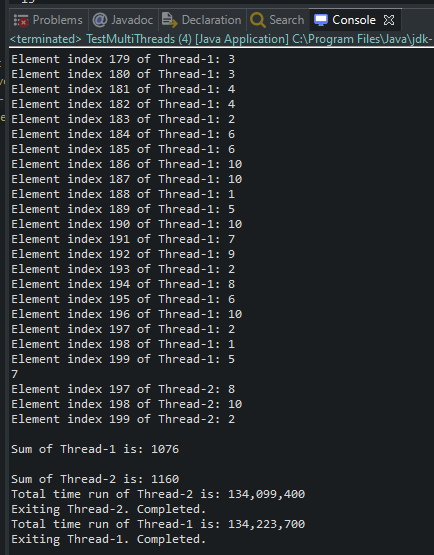 Problems @ Javadoc Declaration Search Console
<terminated> TestMultiThreads (4) [Java Application] C:\Program Files\Java\jdk-
Element index 179 of Thread-1: 3
Element index 180 of Thread-1: 3
Element index 181 of Thread-1: 4
Element index 182 of Thread-1: 4
Element index 183 of Thread-1: 2
Element index 184 of Thread-1: 6
Element index 185 of Thread-1: 6
Element index 186 of Thread-1: 10
Element index 187 of Thread-1: 10
Element index 188 of Thread-1: 1
Element index 189 of Thread-1: 5
Element index 190 of Thread-1: 10
Element index 191 of Thread-1: 7
Element index 192 of Thread-1: 9
Element index 193 of Thread-1: 2
Element index 194 of Thread-1: 8
Element index 195 of Thread-1: 6
Element index 196 of Thread-1: 10
Element index 197 of Thread-1: 2
Element index 198 of Thread-1: 1
Element index 199 of Thread-1: 5
7
Element index 197 of Thread-2: 8
Element index 198 of Thread-2: 10
Element index 199 of Thread-2: 2
Sum of Thread-1 is: 1076
Sum of Thread-2 is: 1160
Total time run of Thread-2 is: 134,099,400
Exiting Thread-2. Completed.
Total time run of Thread-1 is: 134,223,700
Exiting Thread-1. Completed.